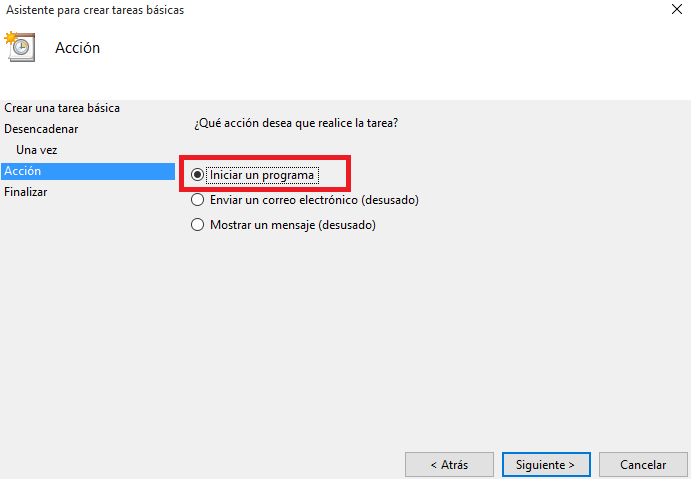 Asistente para crear tareas básicas
Acción
Crear una tarea básica
Desencadenar
Una vez
Acción
Finalizar
¿Qué acción desea que realice la tarea?
Iniciar un programa
Enviar un correo electrónico (desusado)
Mostrar un mensaje (desusado)
< Atrás
Siguiente >
Cancelar